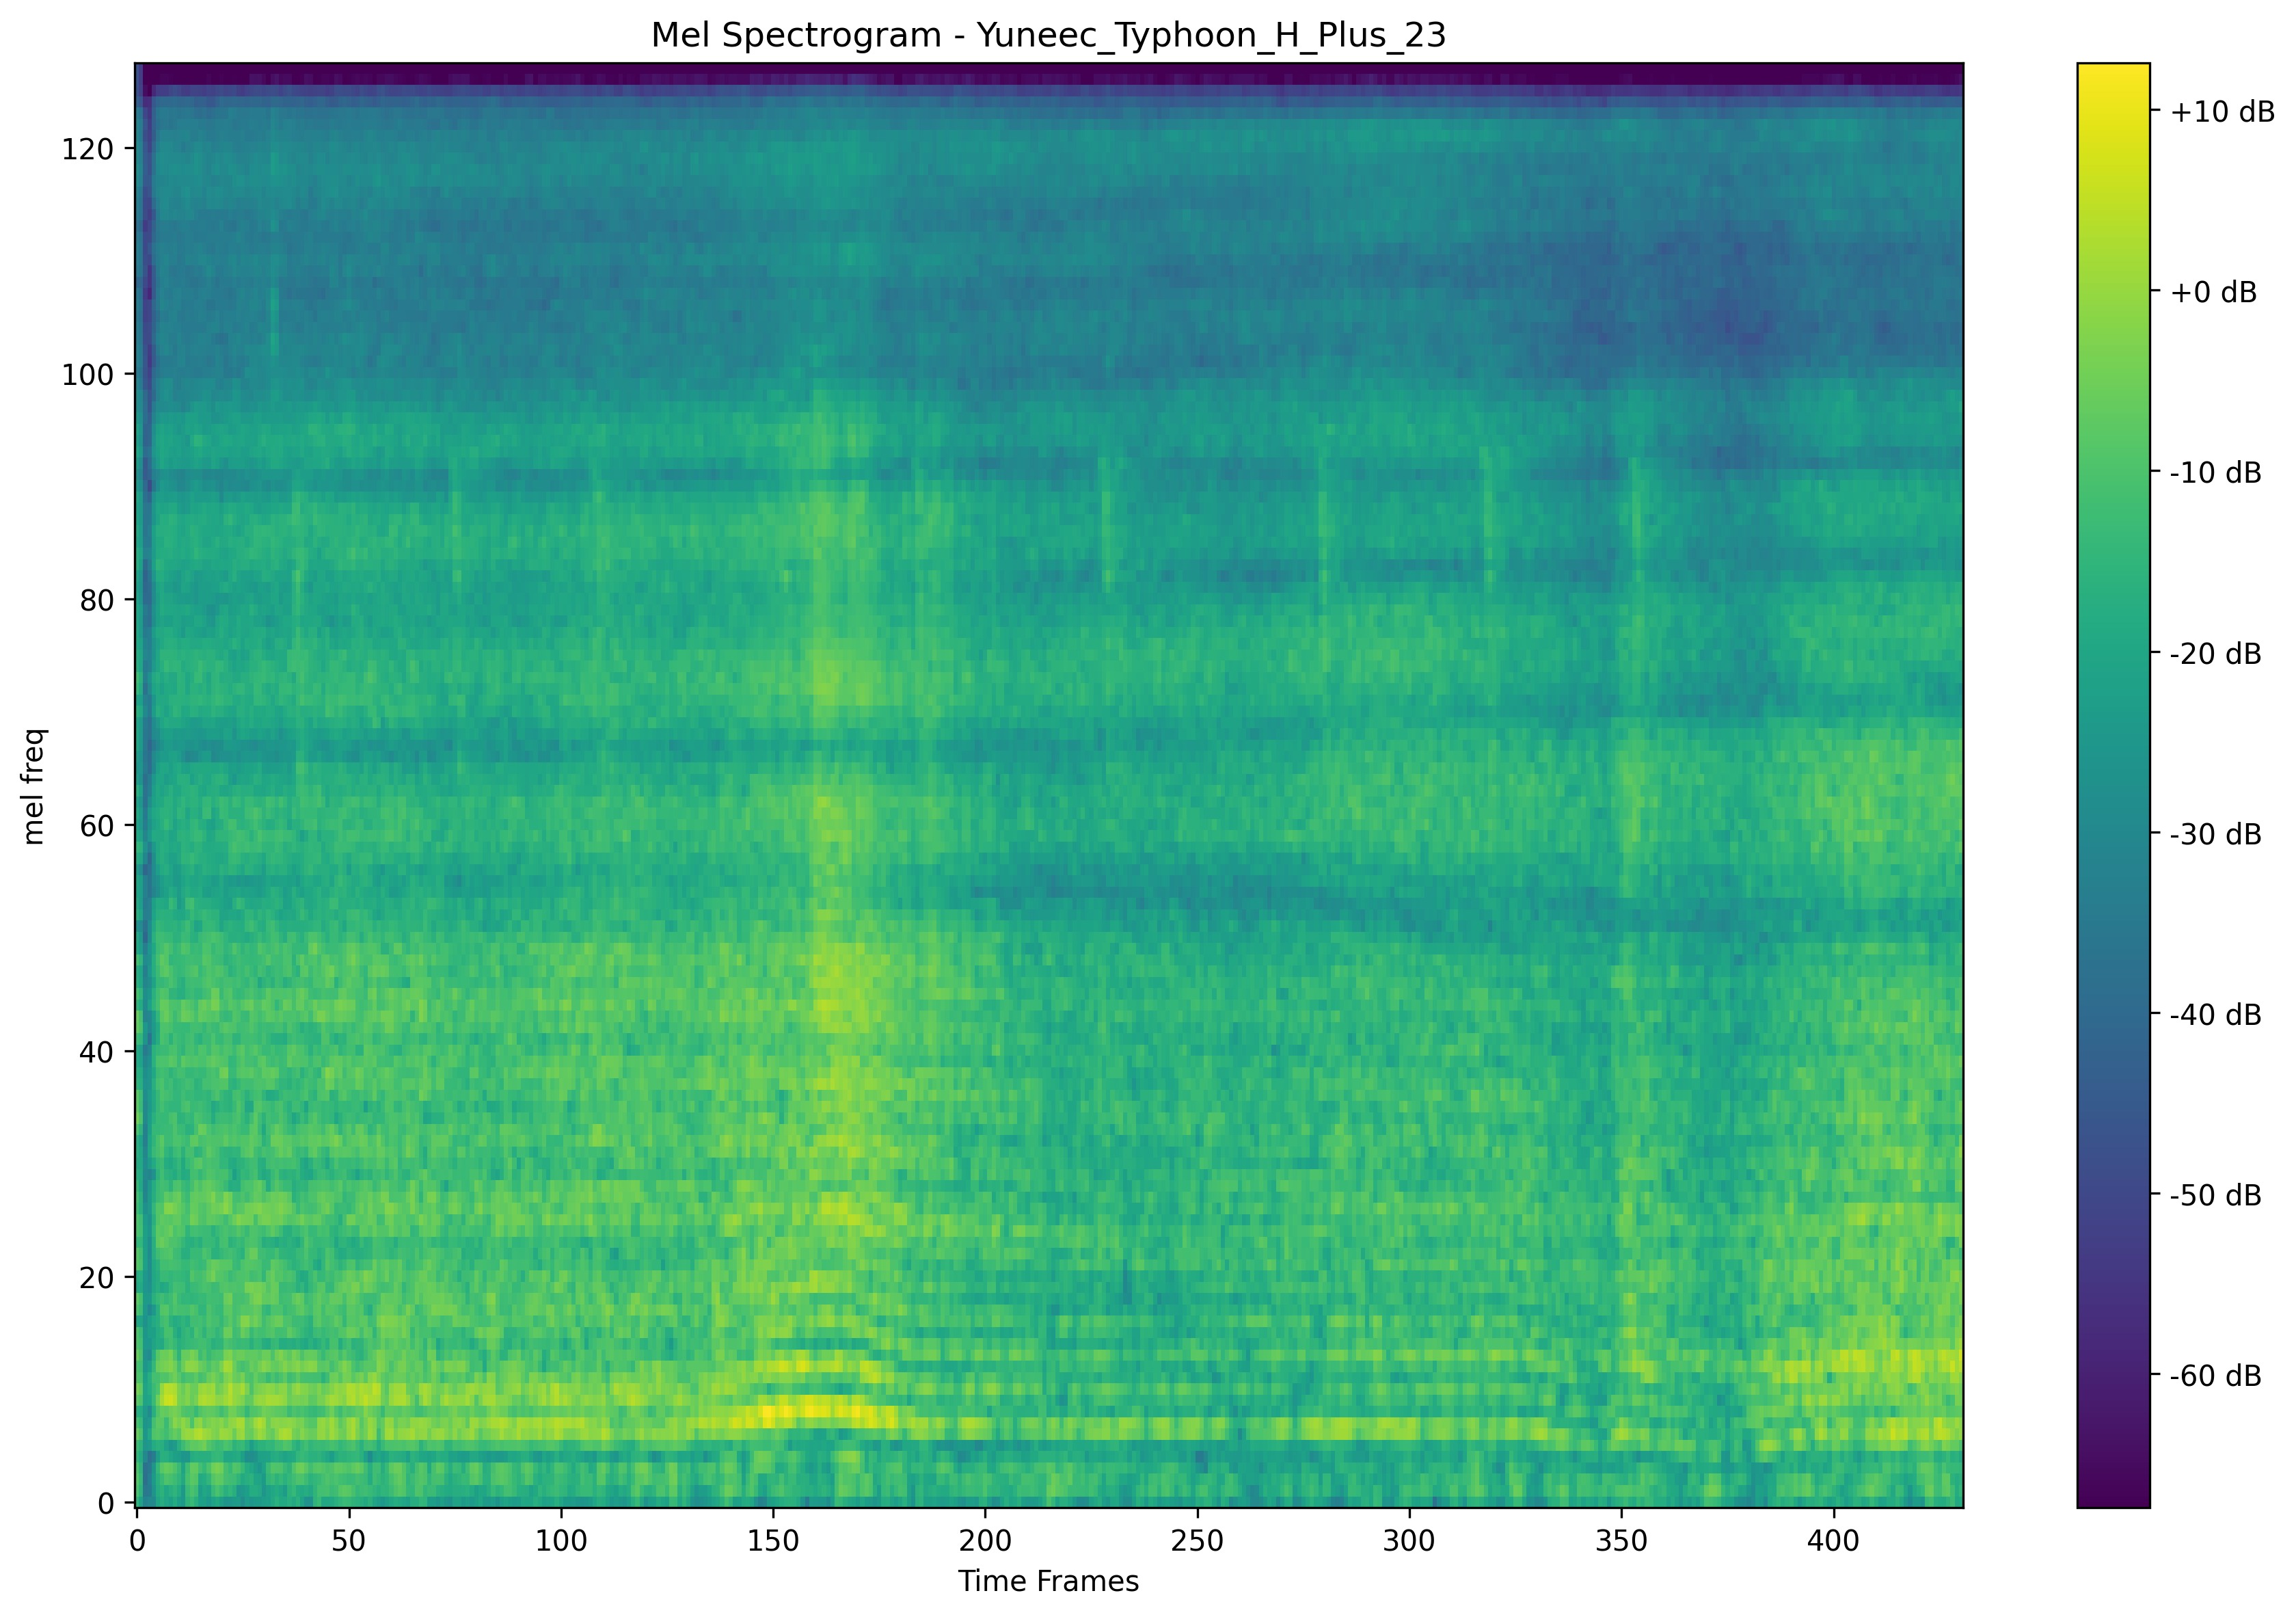 Mel Spectrogram - Yuneec_Typhoon_H_Plus_23
mel freq
120
100
80
60
40
20
0
0 50 100 150 200 250 300 350 400
Time Frames
+10 dB
+0 dB
-10 dB
-20 dB
-30 dB
-40 dB
-50 dB
-60 dB